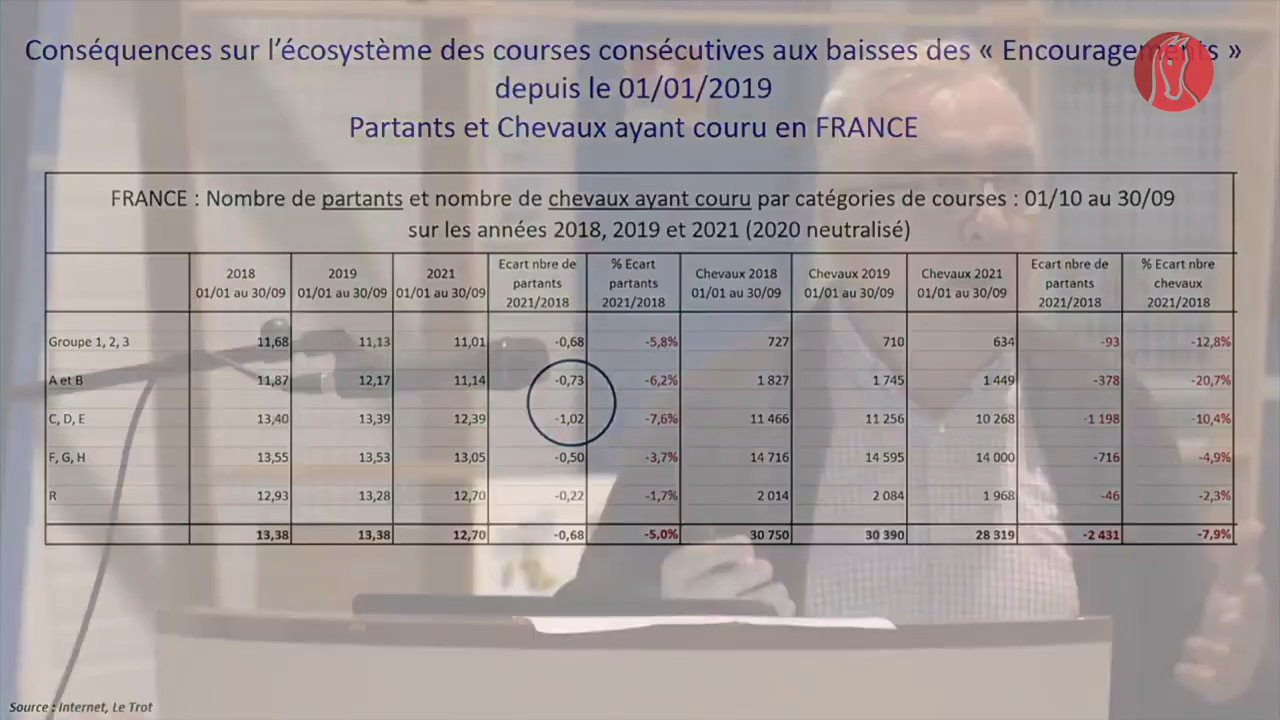 Conséquences sur l'écosystème des courses consécutives aux baisses des « Encouragements »
depuis le 01/01/2019
Partants et Chevaux ayant couru en FRANCE
FRANCE : Nombre de partants et nombre de chevaux ayant couru par catégories de courses : 01/10 au 30/09
sur les années 2018, 2019 et 2021 (2020 neutralisé)
2018 01/01 au 30/09 2019 01/01 au 30/09 2021 01/01 au 30/09 Ecart nbre de partants 2021/2018 % Ecart partants 2021/2018 Chevaux 2018 01/01 au 30/09 Chevaux 2019 01/01 au 30/09 Chevaux 2021 01/01 au 30/09 Ecart nbre de partants 2021/2018 % Ecart nbre chevaux 2021/2018
Groupe 1, 2, 3 11,68 11,13 11,01 -0,68 -5,8% 727 710 634 -93 -12,8%
A et B 11,87 12,17 11,14 -0,73 -6,2% 1 827 1 745 1 449 -378 -20,7%
C, D, E 13,40 13,39 12,39 -1,02 -7,6% 11 466 11 256 10 268 -1 198 -10,4%
F, G, H 13,55 13,53 13,05 -0,50 -3,7% 14 716 14 595 14 000 -716 -4,9%
R 12,93 13,28 12,70 -0,22 -1,7% 2 014 2 084 1 968 -46 -2,3%
13,38 13,38 12,70 -0,68 -5,0% 30 750 30 390 28 319 -2 431 -7,9%
Source : Internet, Le Trot